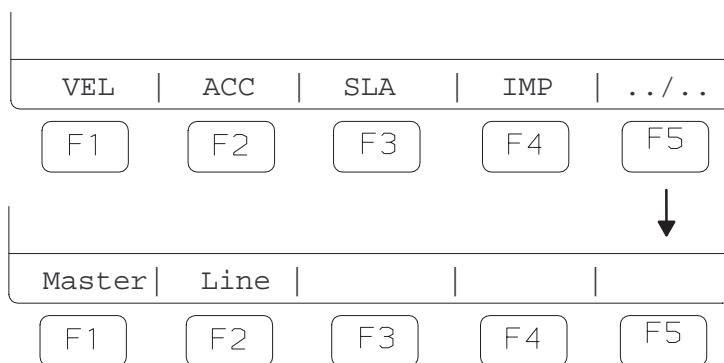 VEL | ACC | SLA | IMP | ../..
F1 F2 F3 F4 F5
Master| Line | | |
F1 F2 F3 F4 F5